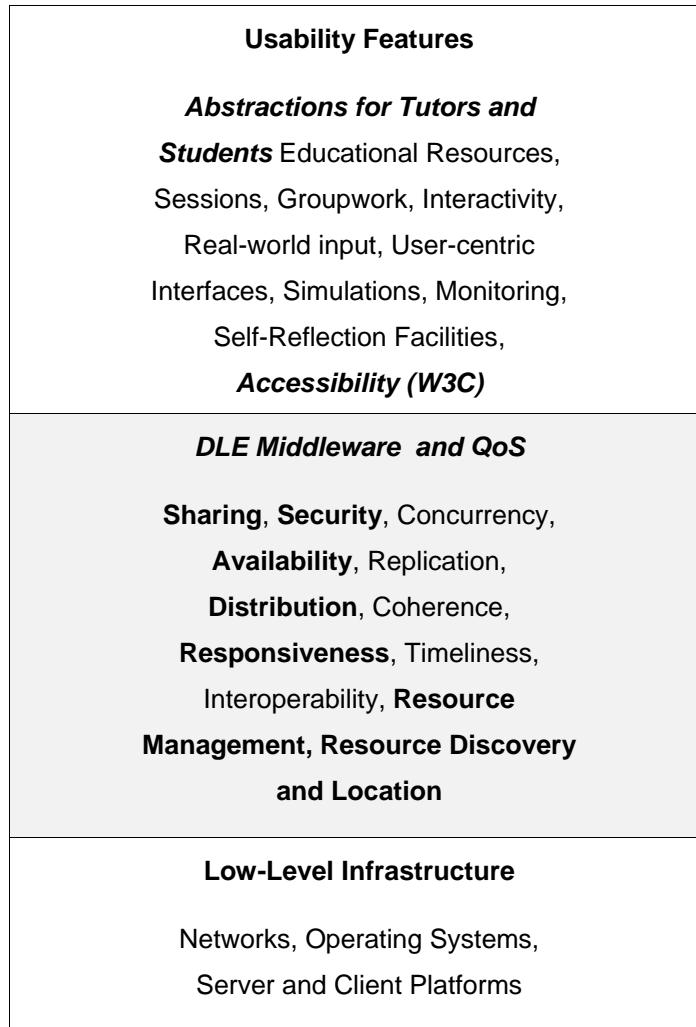 Usability Features
Abstractions for Tutors and
Students Educational Resources,
Sessions, Groupwork, Interactivity,
Real-world input, User-centric
Interfaces, Simulations, Monitoring,
Self-Reflection Facilities,
Accessibility (W3C)
DLE Middleware and QoS
Sharing, Security, Concurrency,
Availability, Replication,
Distribution, Coherence,
Responsiveness, Timeliness,
Interoperability, Resource
Management, Resource Discovery
and Location
Low-Level Infrastructure
Networks, Operating Systems,
Server and Client Platforms